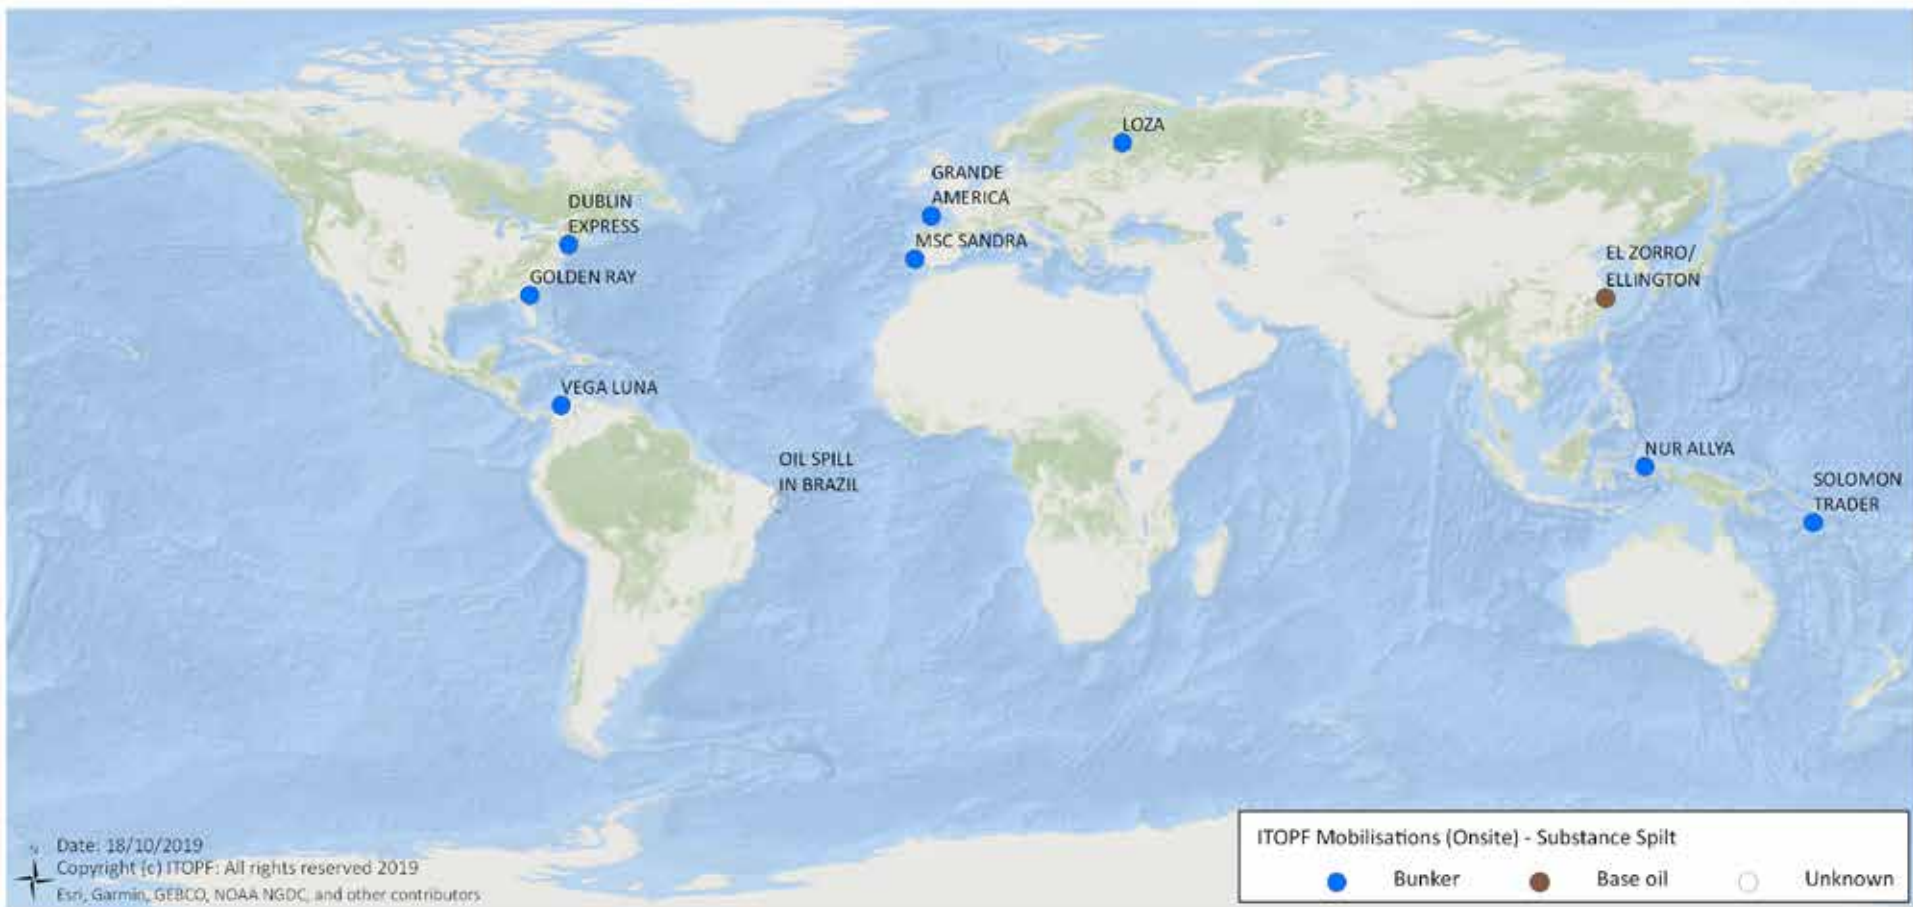 LOZA
GRANDE
AMERICA
DUBLIN
EXPRESS
MSC SANDRA
EL ZORRO/
ELLINGTON
GOLDEN RAY
VEGA LUNA
OIL SPILL
IN BRAZIL
NUR ALLYA
SOLOMON
TRADER
Date: 18/10/2019
Copyright (c) ITOPF: All rights reserved 2019
Esri, Garmin, GEBCO, NOAA NGDC, and other contributors
ITOPF Mobilisations (Onsite) - Substance Spilt
Bunker Base oil Unknown